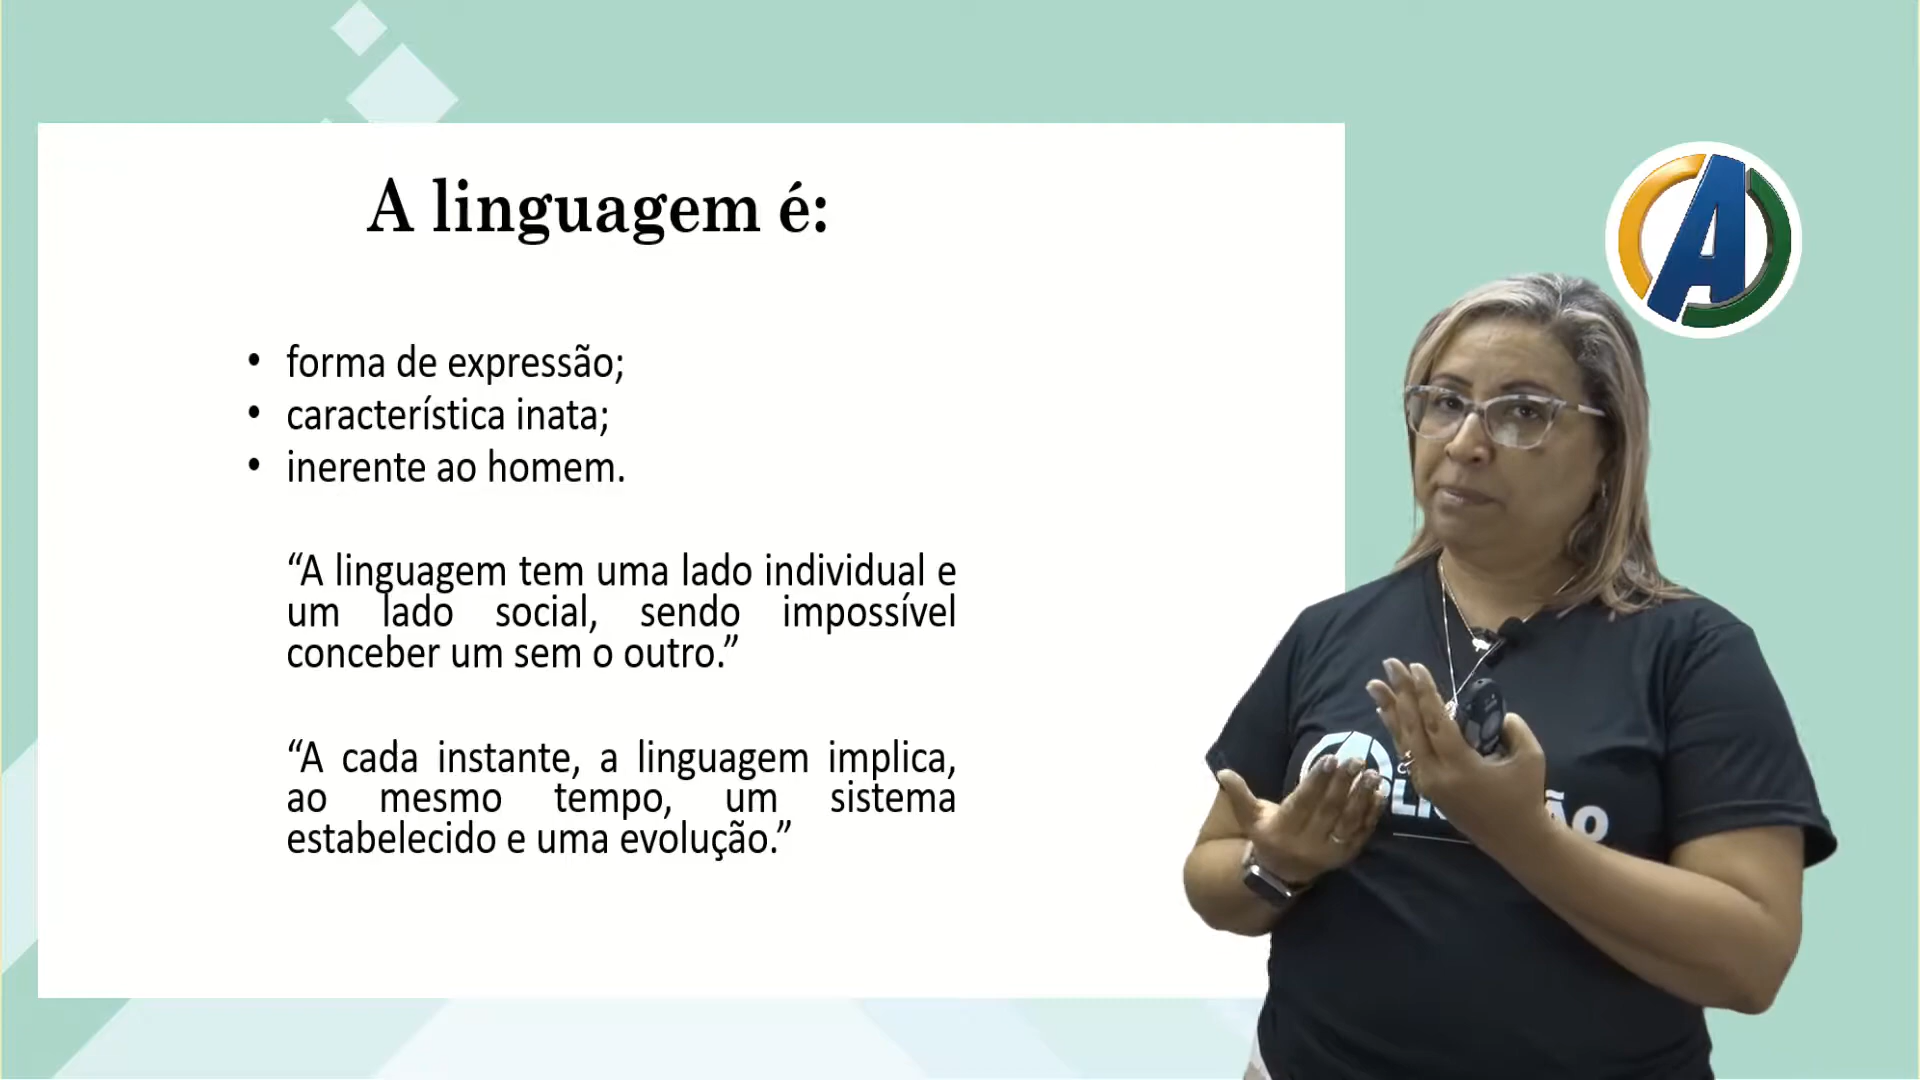 A linguagem é:
• forma de expressão;
• característica inata;
• inerente ao homem.
“A linguagem tem uma lado individual e
um lado social, sendo impossível
conceber um sem o outro.”
“A cada instante, a linguagem implica,
ao mesmo tempo, um sistema
estabelecido e uma evolução.”
A